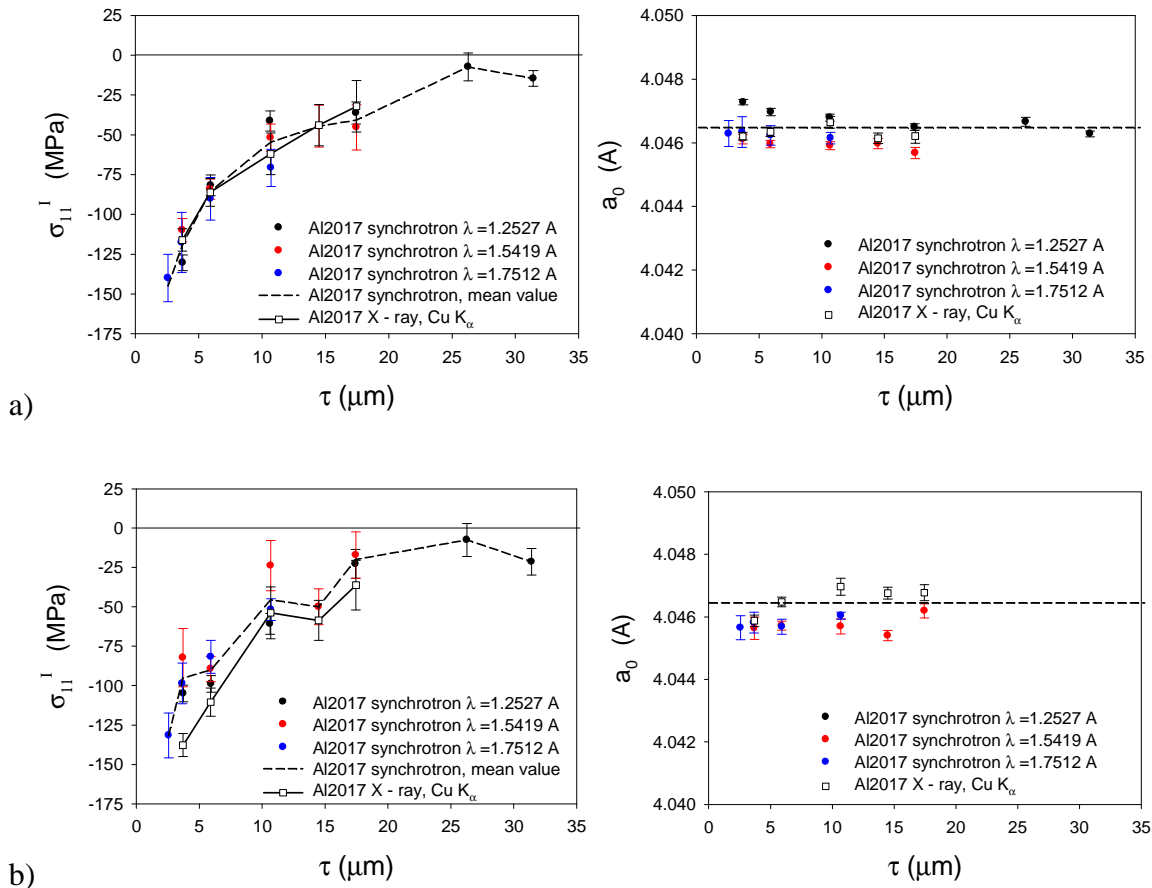 25
0
-25
-50
-75
-100
-125
-150
-175
σ₁₁ᴵ (MPa)
Al2017 synchrotron λ =1.2527 A
Al2017 synchrotron λ =1.5419 A
Al2017 synchrotron λ =1.7512 A
Al2017 synchrotron, mean value
Al2017 X - ray, Cu Kα
0 5 10 15 20 25 30 35
τ (μm)
4.050
4.048
4.046
4.044
4.042
4.040
a₀ (A)
Al2017 synchrotron λ =1.2527 A
Al2017 synchrotron λ =1.5419 A
Al2017 synchrotron λ =1.7512 A
Al2017 X - ray, Cu Kα
0 5 10 15 20 25 30 35
τ (μm)
a)
25
0
-25
-50
-75
-100
-125
-150
-175
σ₁₁ᴵ (MPa)
Al2017 synchrotron λ =1.2527 A
Al2017 synchrotron λ =1.5419 A
Al2017 synchrotron λ =1.7512 A
Al2017 synchrotron, mean value
Al2017 X - ray, Cu Kα
0 5 10 15 20 25 30 35
τ (μm)
4.050
4.048
4.046
4.044
4.042
4.040
a₀ (A)
Al2017 synchrotron λ =1.2527 A
Al2017 synchrotron λ =1.5419 A
Al2017 synchrotron λ =1.7512 A
Al2017 X - ray, Cu Kα
0 5 10 15 20 25 30 35
τ (μm)
b)